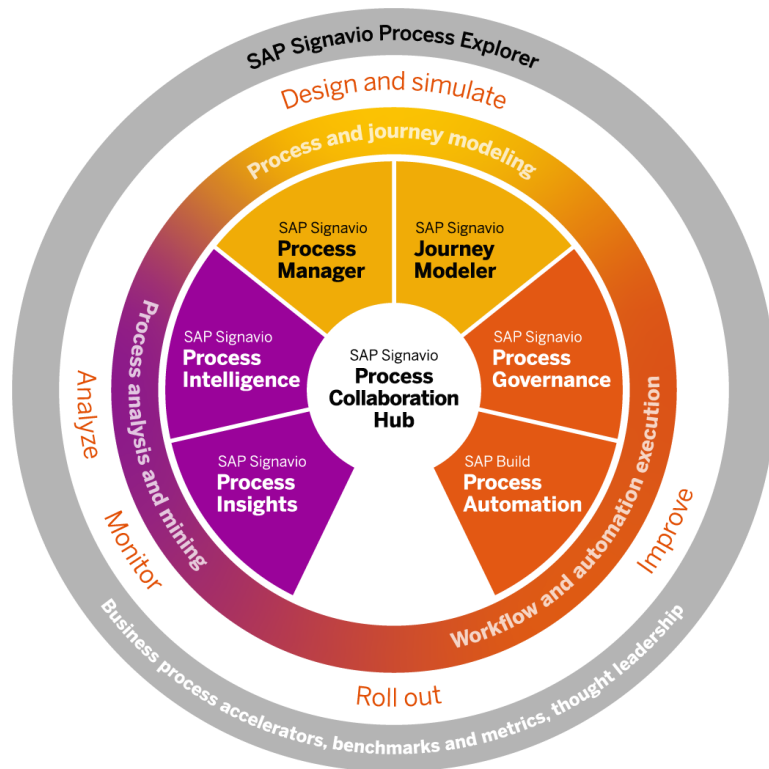 SAP Signavio Process Explorer
Design and simulate
Process and journey modeling
SAP Signavio
Process
Manager
SAP Signavio
Journey
Modeler
SAP Signavio
Process
Intelligence
SAP Signavio
Process
Collaboration
Hub
SAP Signavio
Process
Governance
SAP Signavio
Process
Insights
SAP Build
Process
Automation
Process analysis and mining
Workflow and automation execution
Analyze
Monitor
Improve
Roll out
Business process accelerators, benchmarks and metrics, thought leadership